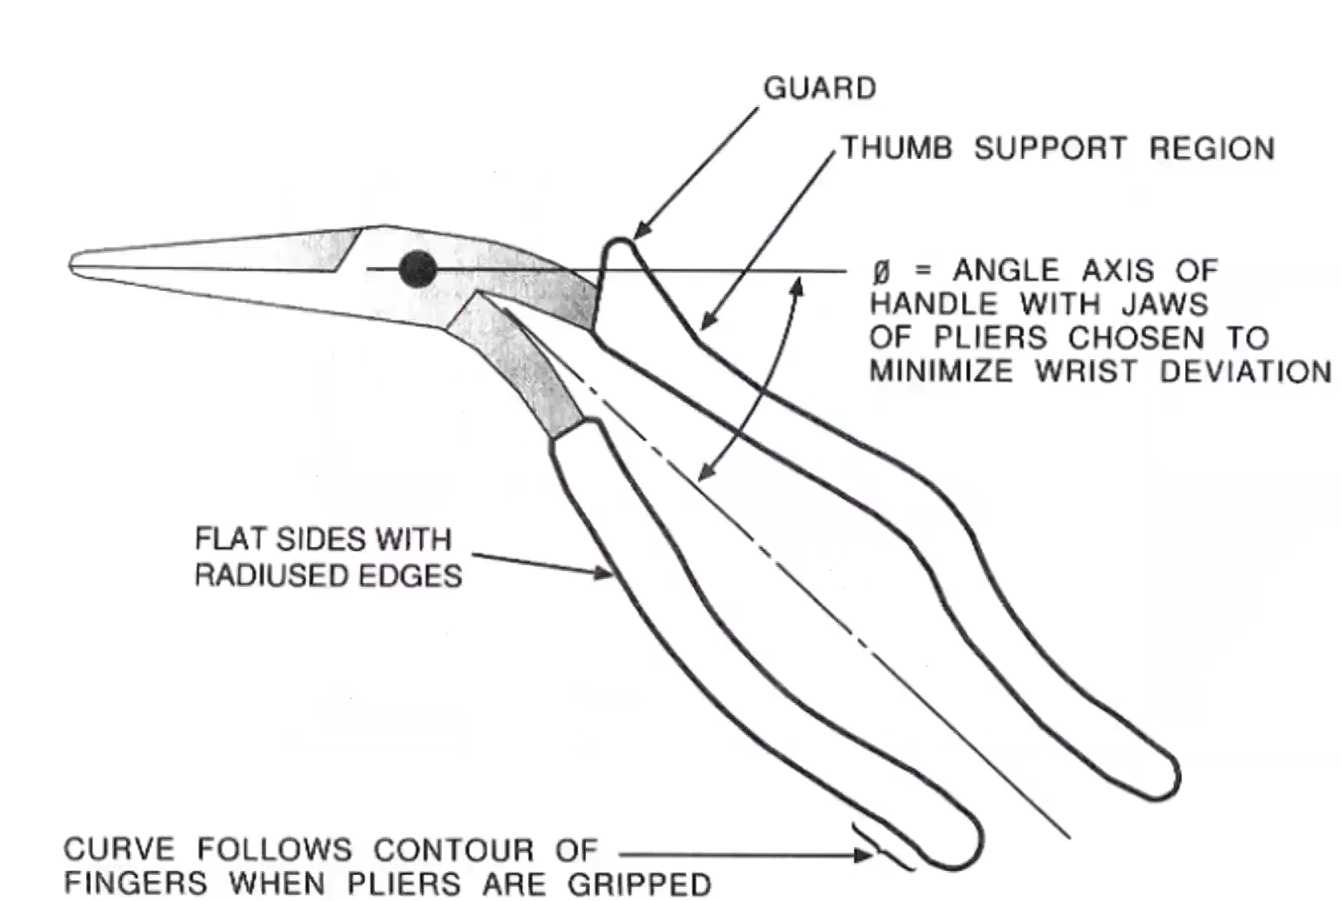 GUARD
THUMB SUPPORT REGION
ø = ANGLE AXIS OF
HANDLE WITH JAWS
OF PLIERS CHOSEN TO
MINIMIZE WRIST DEVIATION
FLAT SIDES WITH
RADIUSED EDGES
CURVE FOLLOWS CONTOUR OF
FINGERS WHEN PLIERS ARE GRIPPED